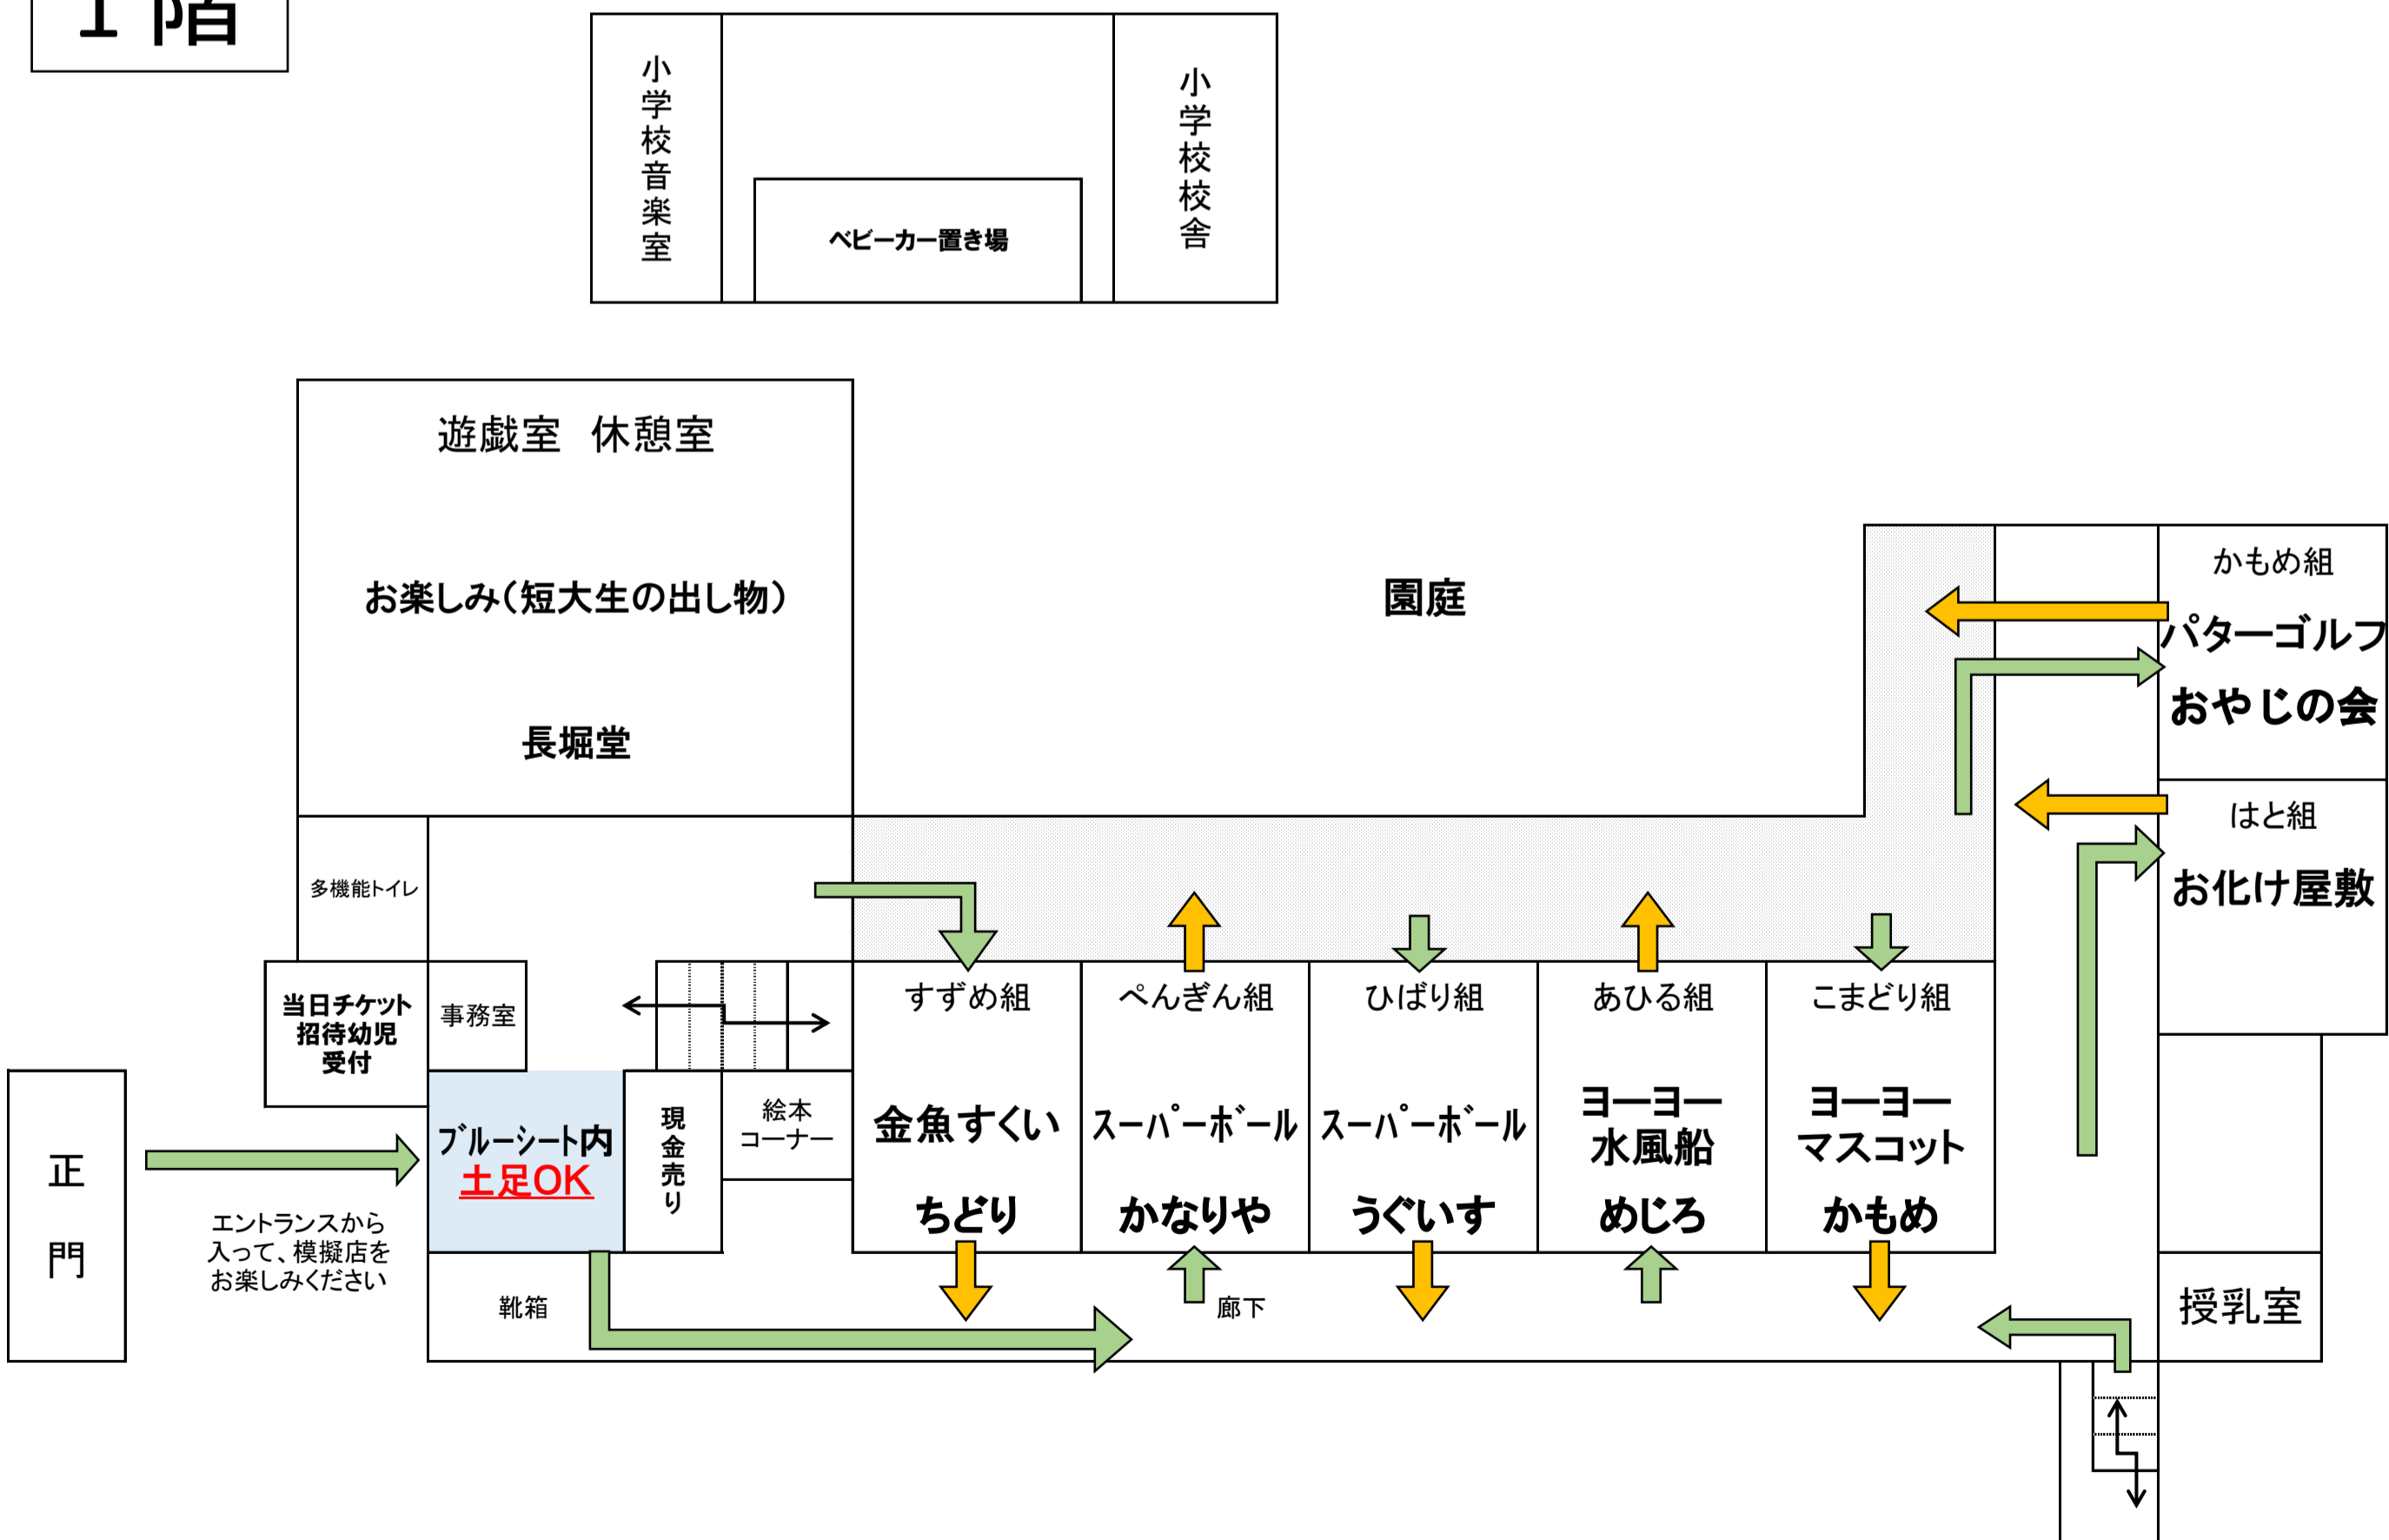 1階
小学校音楽室
ベビーカー置き場
小学校校舎
遊戯室　休憩室
お楽しみ（短大生の出し物）
長堀堂
園庭
かもめ組
パターゴルフ
おやじの会
はと組
お化け屋敷
多機能トイレ
当日チケット
招待幼児
受付
事務室
すずめ組
金魚すくい
ちどり
ぺんぎん組
スーパーボール
かなりや
ひばり組
スーパーボール
うぐいす
あひる組
ヨーヨー
水風船
めじろ
こまどり組
ヨーヨー
マスコット
かもめ
正門
ブルーシート内
土足OK
現金売り
絵本
コーナー
エントランスから
入って、模擬店を
お楽しみください
靴箱
廊下
授乳室